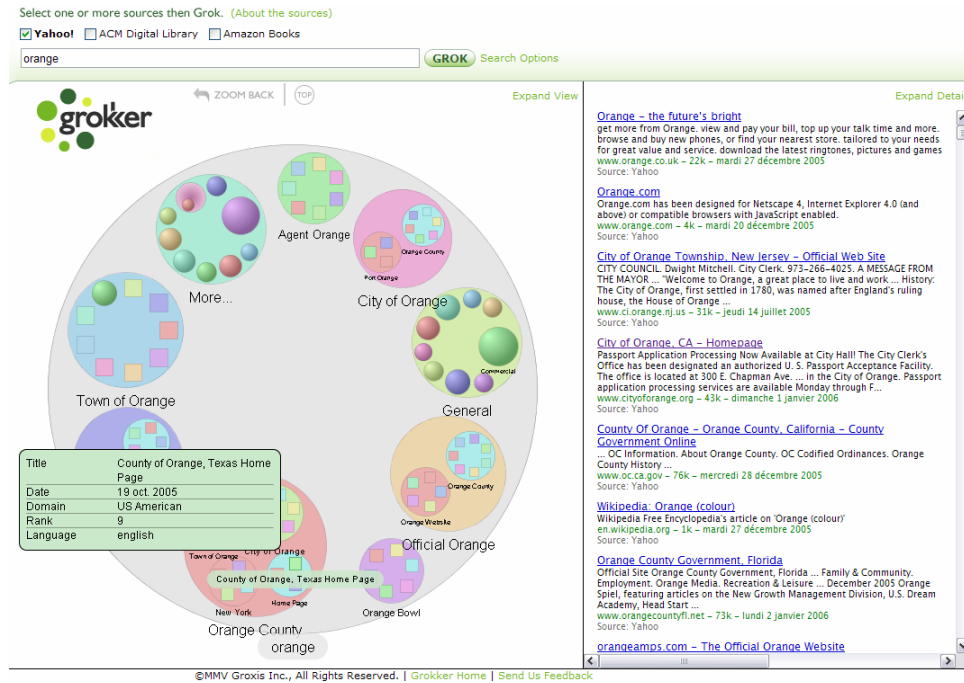 Select one or more sources then Grok. (About the sources)
Yahoo! ACM Digital Library Amazon Books
orange GROK Search Options
ZOOM BACK TOP Expand View
grokker
Agent Orange
Orange County
Port Orange
City of Orange
More...
Commercial
General
Town of Orange
Orange County
Orange Website
Official Orange
Title County of Orange, Texas Home
Page
Date 19 oct. 2005
Domain US American
Rank 9
Language english
Town of Orange City of Orange
County of Orange, Texas Home Page
Home Page
New York
Orange Bowl
Orange County
orange
Expand Detai
Orange – the future's bright
get more from Orange. view and pay your bill, top up your talk time and more.
browse and buy new phones, or find your nearest store. tailored to your needs
for great value and service. download the latest ringtones, pictures and games
www.orange.co.uk – 22k – mardi 27 décembre 2005
Source: Yahoo
Orange.com
Orange.com has been designed for Netscape 4, Internet Explorer 4.0 (and
above) or compatible browsers with JavaScript enabled.
www.orange.com – 4k – mardi 20 décembre 2005
Source: Yahoo
City of Orange Township, New Jersey – Official Web Site
CITY COUNCIL. Dwight Mitchell. City Clerk. 973–266–4025. A MESSAGE FROM
THE MAYOR ... "Welcome to Orange, a great place to live and work ... History:
The City of Orange, first settled in 1780, was named after England's ruling
house, the House of Orange ...
www.ci.orange.nj.us – 31k – jeudi 14 juillet 2005
Source: Yahoo
City of Orange, CA – Homepage
Passport Application Processing Now Available at City Hall! The City Clerk's
Office has been designated an authorized U. S. Passport Acceptance Facility.
The office is located at 300 E. Chapman Ave. ... in the City of Orange. Passport
application processing services are available Monday through F...
www.cityoforange.org – 43k – dimanche 1 janvier 2006
Source: Yahoo
County Of Orange – Orange County, California – County
Government Online
... OC Information. About Orange County. OC Codified Ordinances. Orange
County History ...
www.oc.ca.gov – 76k – mercredi 28 décembre 2005
Source: Yahoo
Wikipedia: Orange (colour)
Wikipedia Free Encyclopedia's article on 'Orange (colour)'
en.wikipedia.org – 1k – mardi 27 décembre 2005
Source: Yahoo
Orange County Government, Florida
Official Site Orange County Government, Florida ... Family & Community.
Employment. Orange Media. Recreation & Leisure ... December 2005 Orange
Spiel, featuring articles on the New Growth Management Division, U.S. Dream
Academy, Head Start ...
www.orangecountyfl.net – 73k – lundi 2 janvier 2006
Source: Yahoo
orangeamps.com – The Official Orange Website
©MMV Groxis Inc., All Rights Reserved. | Grokker Home | Send Us Feedback